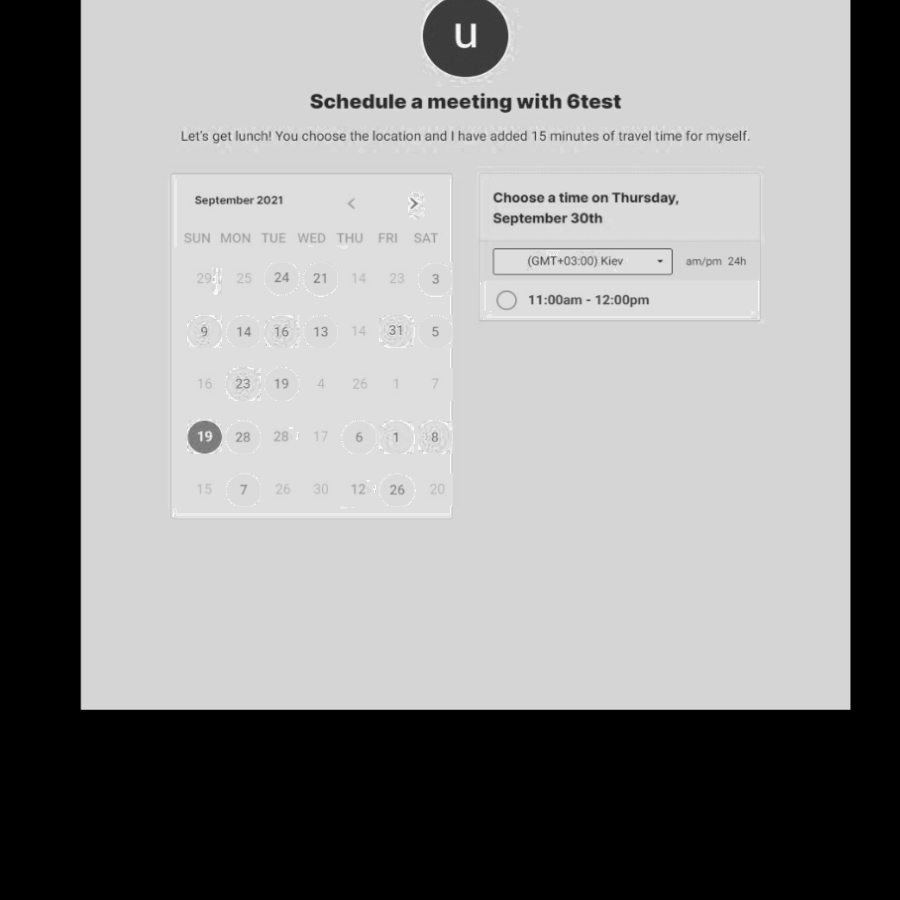 u
Schedule a meeting with 6test
Let's get lunch! You choose the location and I have added 15 minutes of travel time for myself.
September 2021
SUN MON TUE WED THU FRI SAT
29 25 24 21 14 23 3
9 14 16 13 14 31 5
16 23 19 4 26 1 7
19 28 28 17 6 1 8
15 7 26 30 12 26 20
Choose a time on Thursday,
September 30th
(GMT+03:00) Kiev am/pm 24h
11:00am - 12:00pm